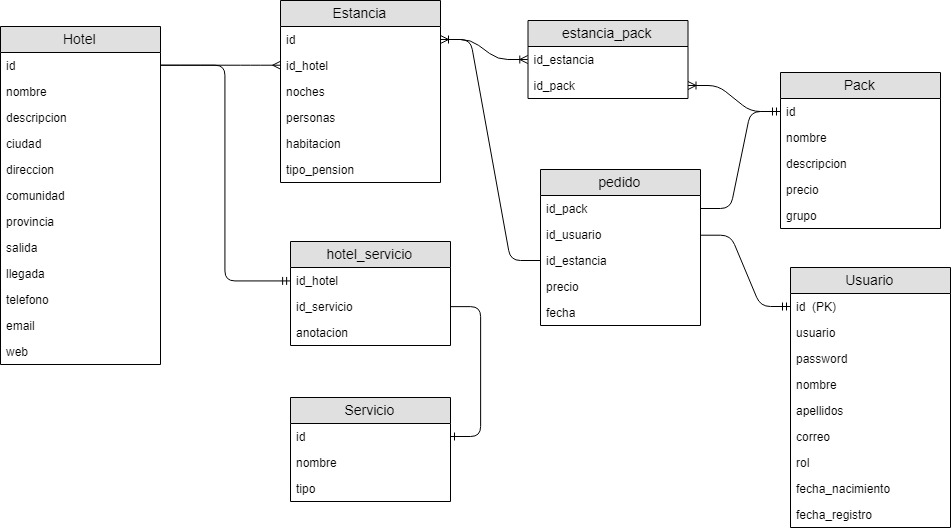 Hotel
id
nombre
descripcion
ciudad
direccion
comunidad
provincia
salida
llegada
telefono
email
web
Estancia
id
id_hotel
noches
personas
habitacion
tipo_pension
hotel_servicio
id_hotel
id_servicio
anotacion
Servicio
id
nombre
tipo
estancia_pack
id_estancia
id_pack
pedido
id_pack
id_usuario
id_estancia
precio
fecha
Pack
id
nombre
descripcion
precio
grupo
Usuario
id (PK)
usuario
password
nombre
apellidos
correo
rol
fecha_nacimiento
fecha_registro